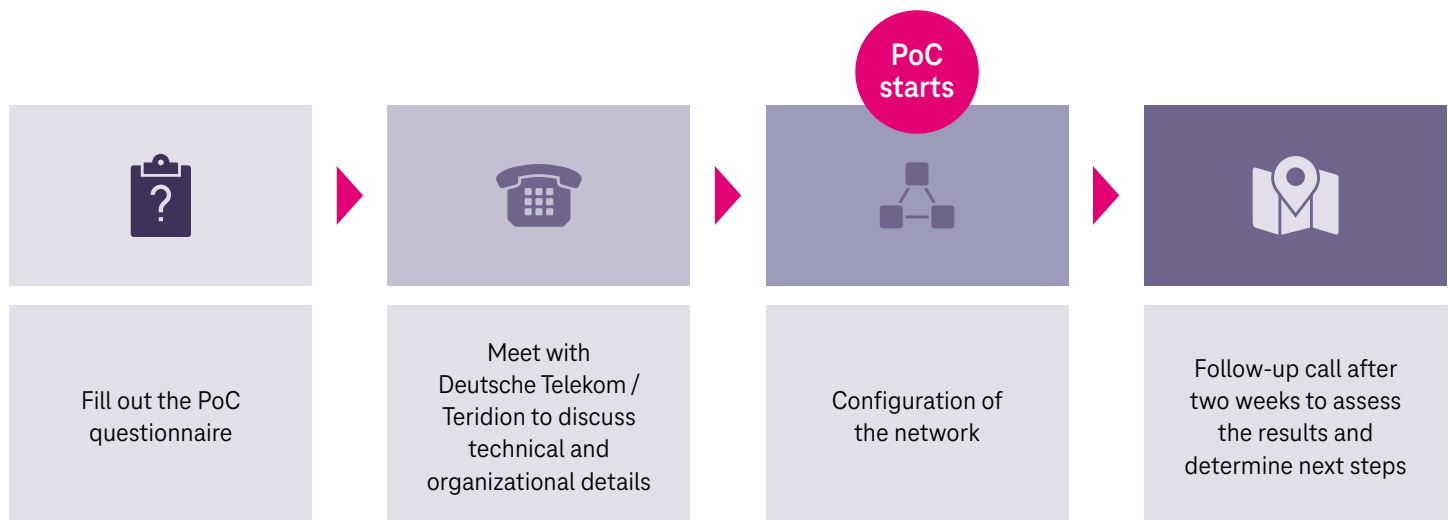 PoC
starts
?
Fill out the PoC
questionnaire
Meet with
Deutsche Telekom /
Teridion to discuss
technical and
organizational details
Configuration of
the network
Follow-up call after
two weeks to assess
the results and
determine next steps